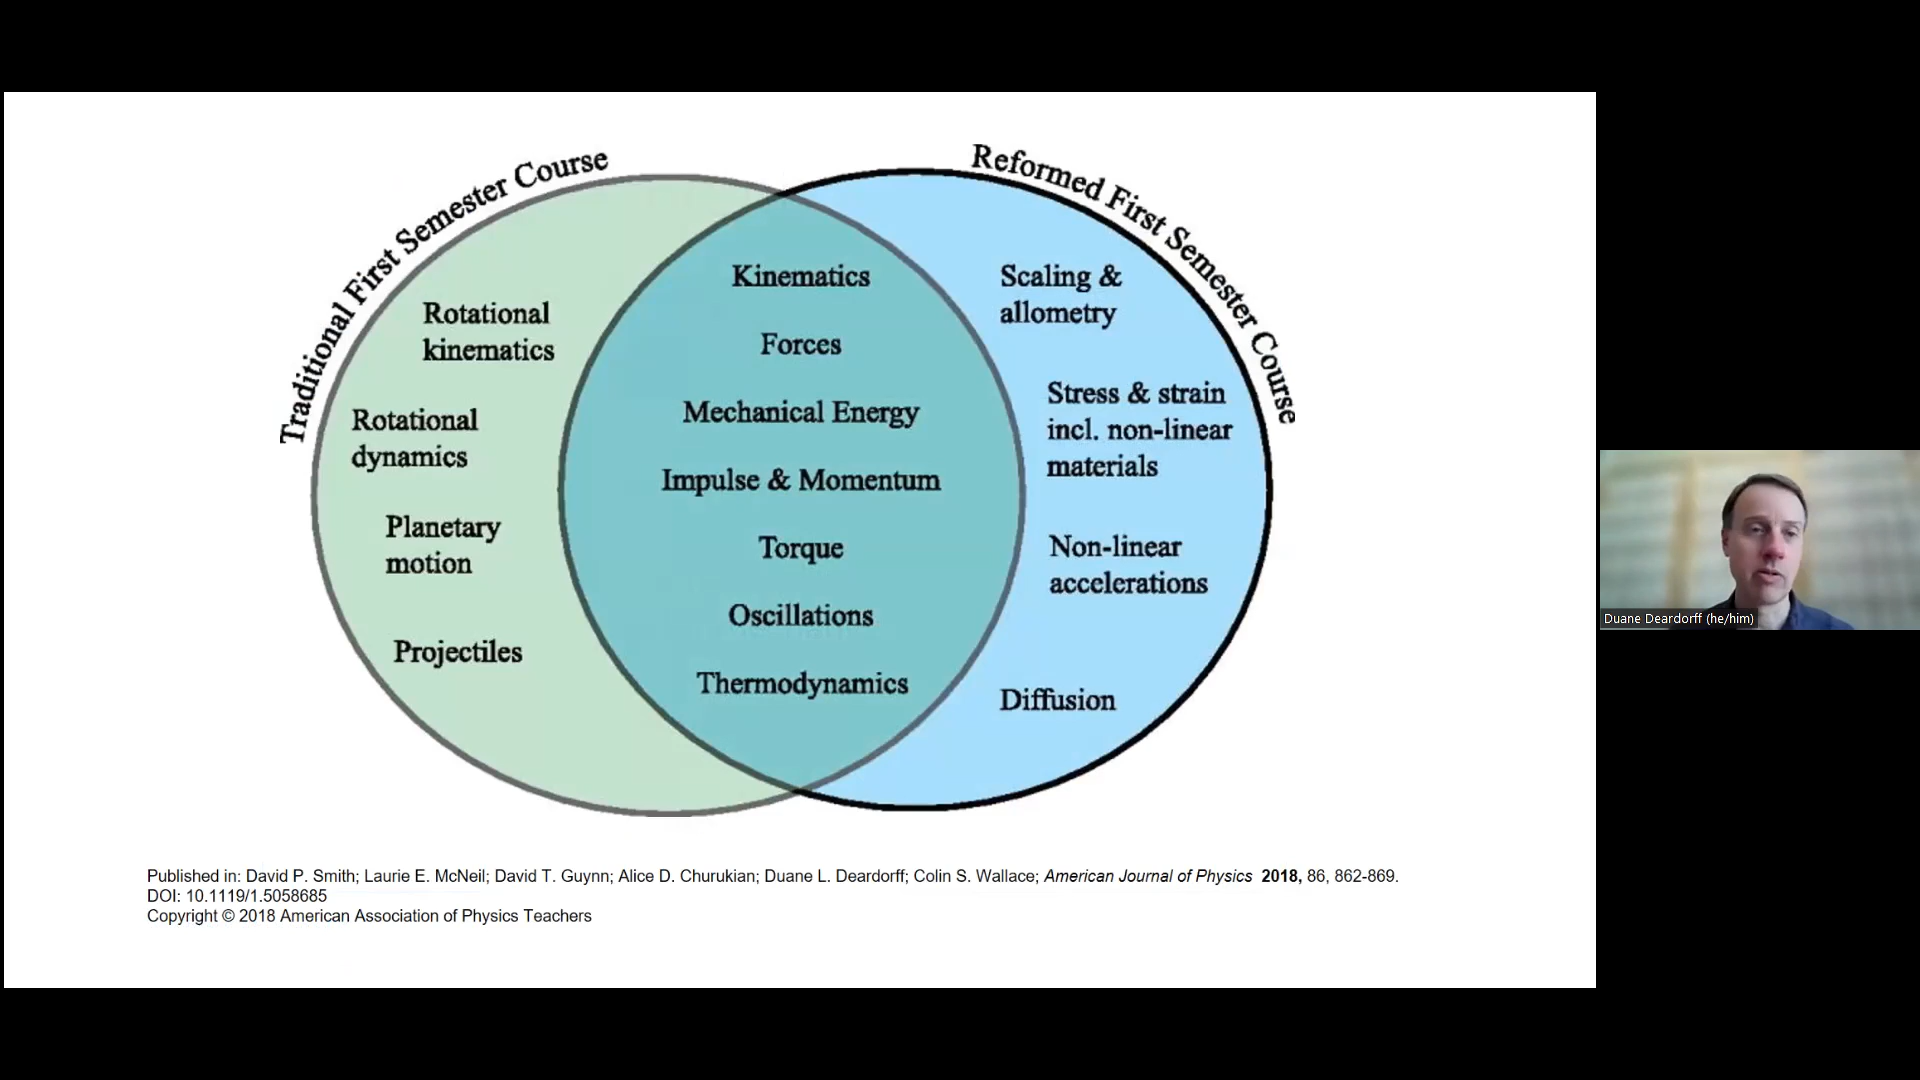 Traditional First Semester Course
Reformed First Semester Course
Rotational
kinematics
Rotational
dynamics
Planetary
motion
Projectiles
Kinematics
Forces
Mechanical Energy
Impulse & Momentum
Torque
Oscillations
Thermodynamics
Scaling &
allometry
Stress & strain
incl. non-linear
materials
Non-linear
accelerations
Diffusion
Published in: David P. Smith; Laurie E. McNeil; David T. Guynn; Alice D. Churukian; Duane L. Deardorff; Colin S. Wallace; American Journal of Physics 2018, 86, 862-869.
DOI: 10.1119/1.5058685
Copyright © 2018 American Association of Physics Teachers
Duane Deardorff (he/him)